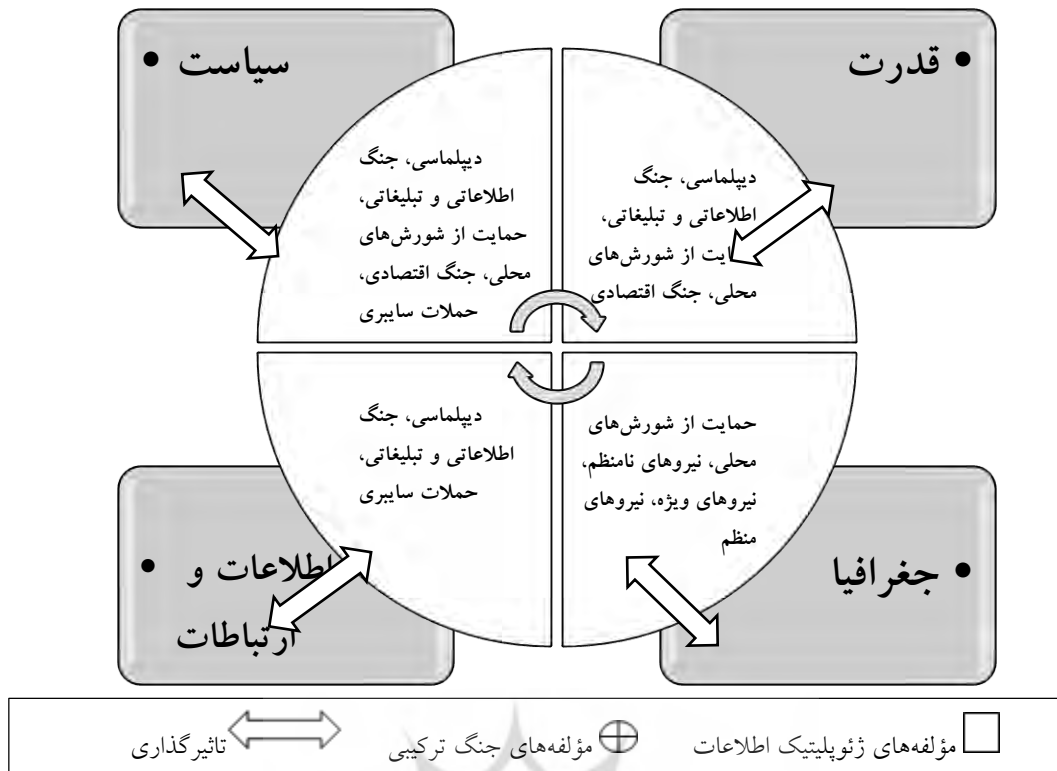 • قدرت
دیپلماسی، جنگ
اطلاعاتی و تبلیغاتی،
از شورش‌های
محلی، جنگ اقتصادی
سیاست •
دیپلماسی، جنگ
اطلاعاتی و تبلیغاتی،
حمایت از شورش‌های
محلی، جنگ اقتصادی،
حملات سایبری
حمایت از شورش‌های
محلی، نیروهای نامنظم،
نیروهای ویژه، نیروهای
منظم
• جغرافیا
دیپلماسی، جنگ
اطلاعاتی و تبلیغاتی،
حملات سایبری
اطلاعات و •
ارتباطات
مؤلفه‌های ژئوپلیتیک اطلاعات مؤلفه‌های جنگ ترکیبی تاثیرگذاری